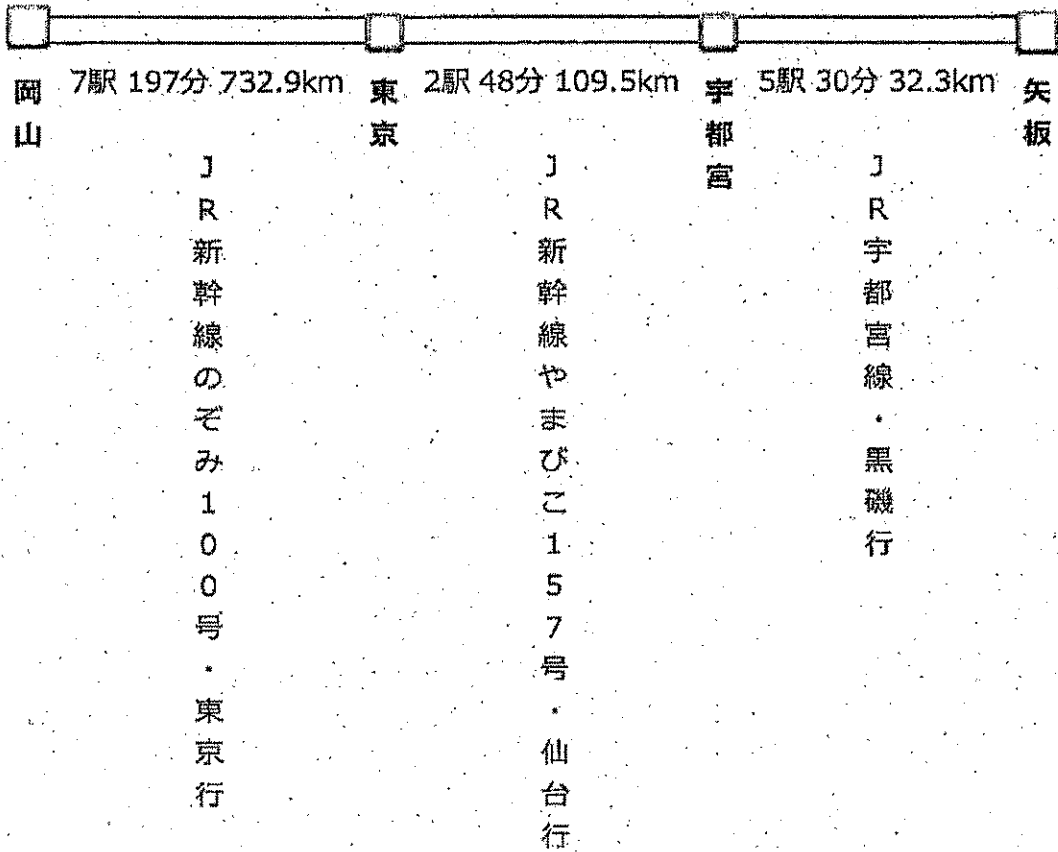 7駅 197分 732.9km
2駅 48分 109.5km
5駅 30分 32.3km
岡山
東京
宇都宮
矢板
JR新幹線のぞみ100号・東京行
JR新幹線やまびこ157号・仙台行
JR宇都宮線・黒磯行